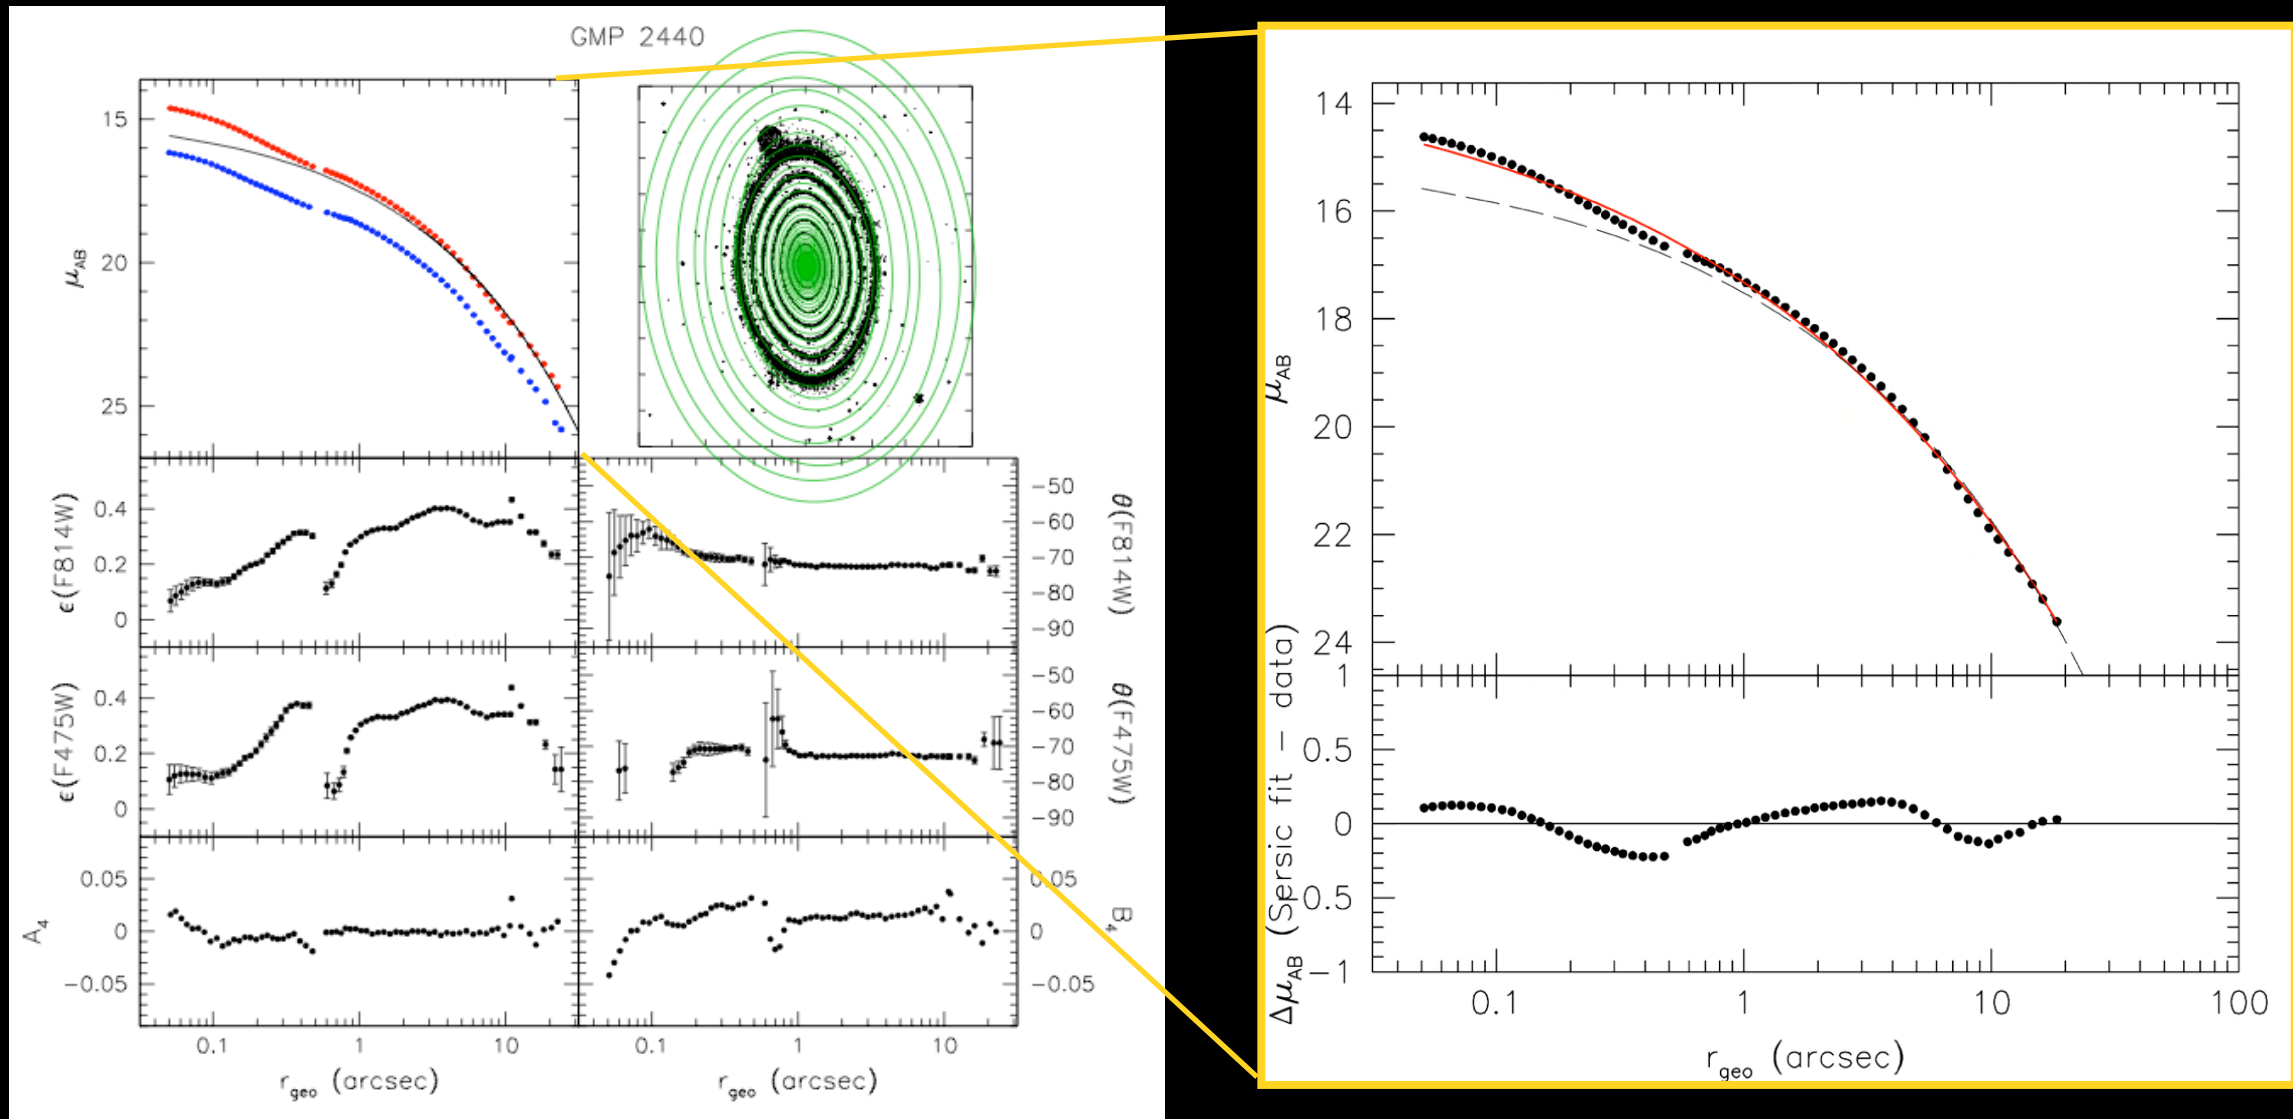 GMP 2440
15
20
25
μAB
0.4
0.2
0
ϵ(F814W)
-50
-60
-70
-80
-90
θ(F814W)
0.4
0.2
0
ϵ(F475W)
-50
-60
-70
-80
-90
θ(F475W)
0.05
0
-0.05
A4
0.05
0
-0.05
B4
0.1 1 10
0.1 1 10
rgeo (arcsec)
rgeo (arcsec)
14
16
18
20
22
24
μAB
1
0.5
0
-0.5
-1
ΔμAB (Sersic fit - data)
0.1 1 10 100
rgeo (arcsec)